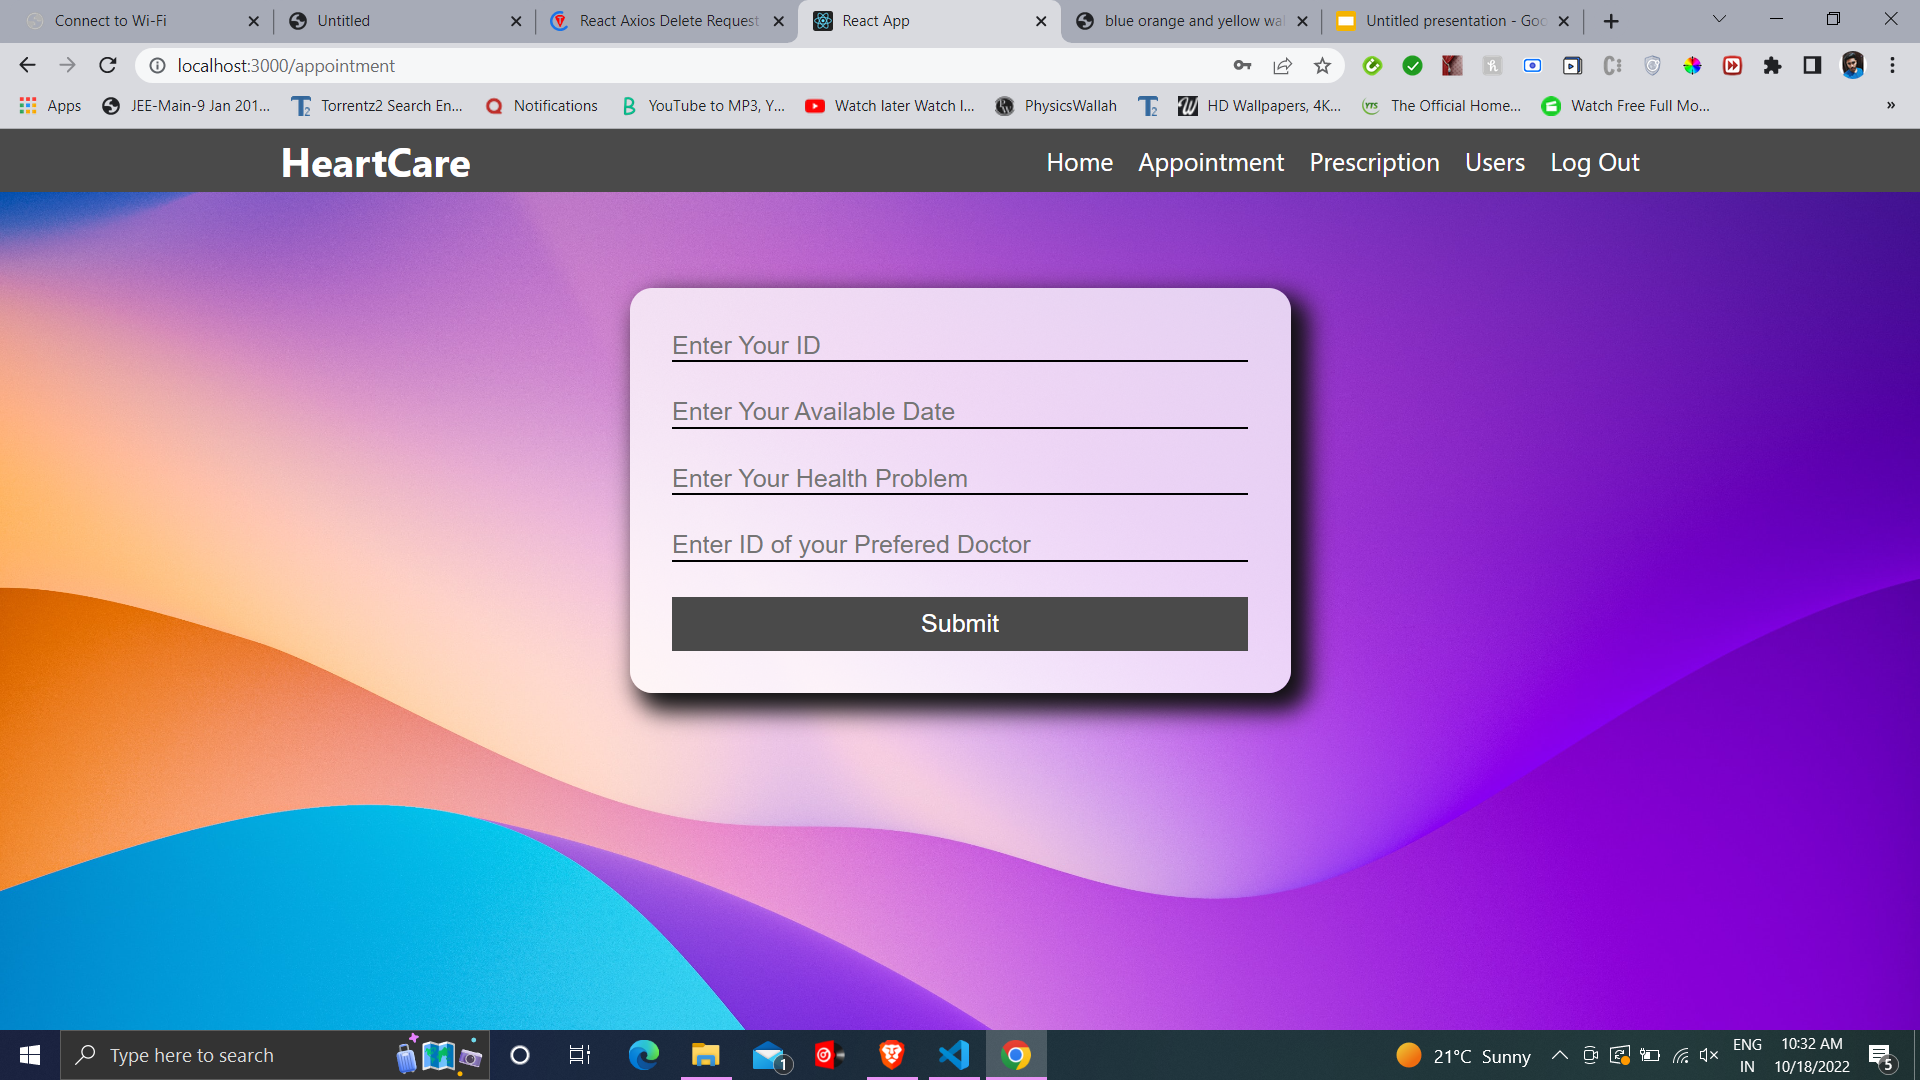 Connect to Wi-Fi
Untitled
React Axios Delete Request
React App
blue orange and yellow wal
Untitled presentation - Goo
localhost:3000/appointment
Apps
JEE-Main-9 Jan 201...
Torrentz2 Search En...
Notifications
YouTube to MP3, Y...
Watch later Watch l...
PhysicsWallah
HD Wallpapers, 4K...
The Official Home...
Watch Free Full Mo...
»
HeartCare
Home Appointment Prescription Users Log Out
Enter Your ID
Enter Your Available Date
Enter Your Health Problem
Enter ID of your Prefered Doctor
Submit
Type here to search
1
21°C Sunny
ENG
IN
10:32 AM
10/18/2022
5